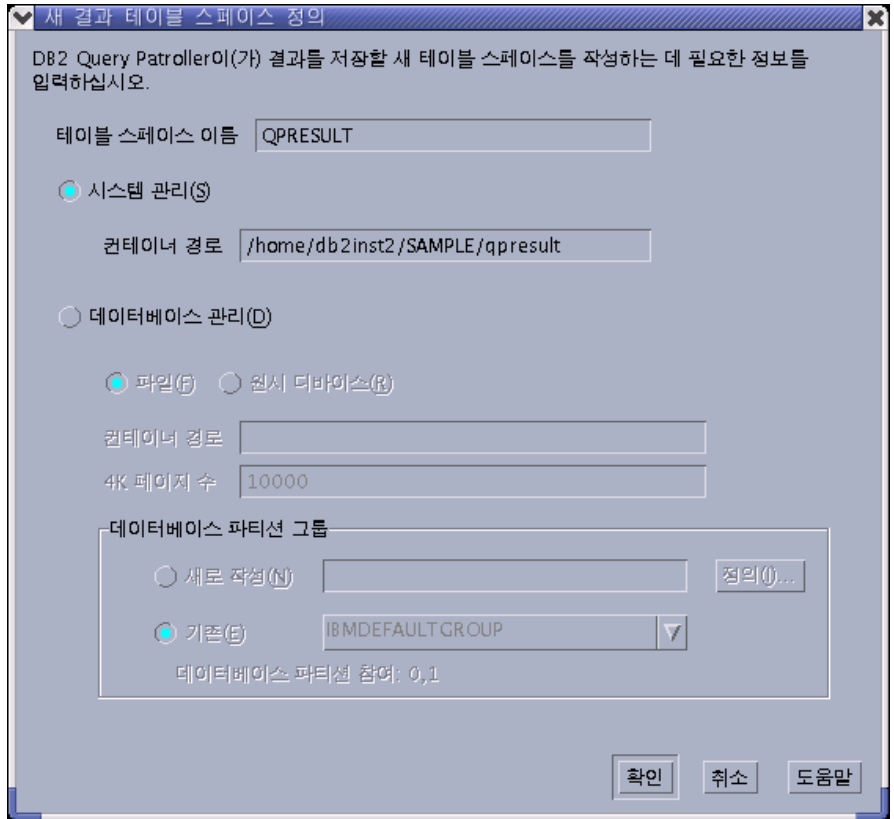 새 결과 테이블 스페이스 정의
DB2 Query Patroller이(가) 결과를 저장할 새 테이블 스페이스를 작성하는 데 필요한 정보를
입력하십시오.
테이블 스페이스 이름 QPRESULT
시스템 관리(S)
컨테이너 경로 /home/db2inst2/SAMPLE/qpresult
데이터베이스 관리(D)
파일(F) 원시 디바이스(R)
컨테이너 경로
4K 페이지 수 10000
데이터베이스 파티션 그룹
새로 작성(N) 정의(I)...
기존(E) IBMDEFAULTGROUP
데이터베이스 파티션 참여: 0,1
확인 취소 도움말